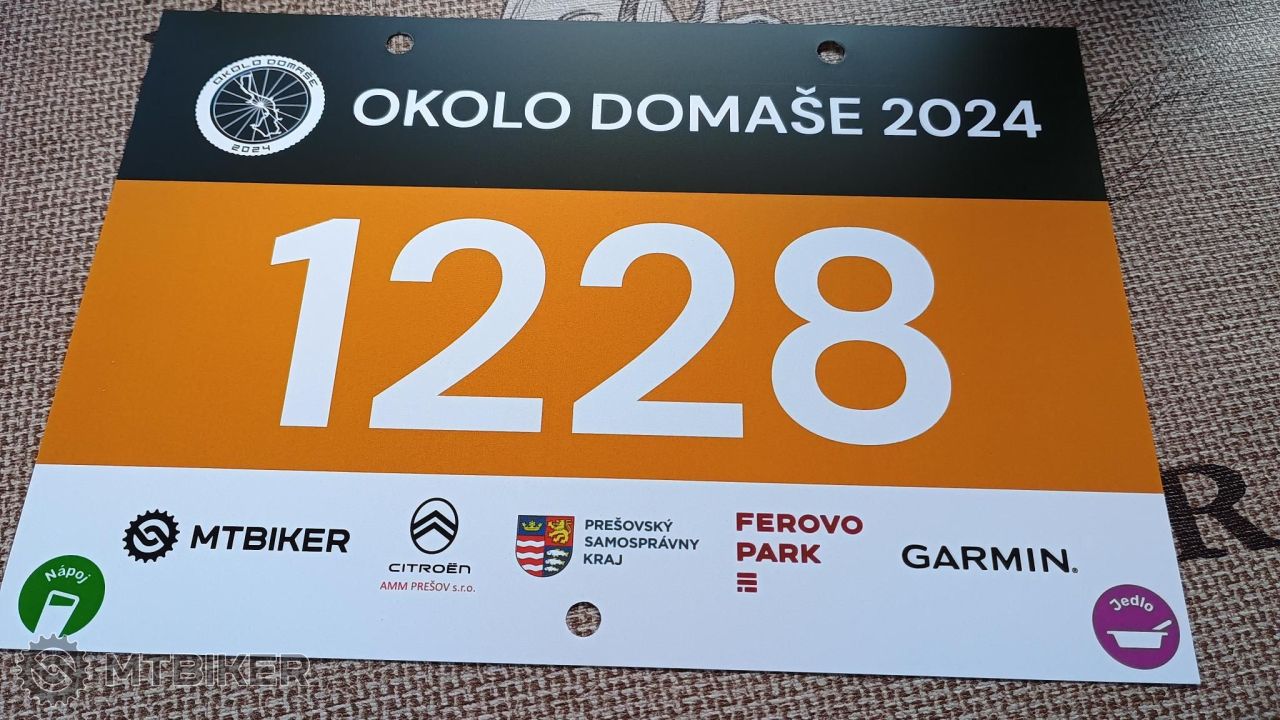 OKOLO DOMAŠE
2024
OKOLO DOMAŠE 2024
1228
MTBIKER
CITROËN
AMM PREŠOV s.r.o.
PREŠOVSKÝ
SAMOSPRÁVNY
KRAJ
FEROVO
PARK
GARMIN.
Nápoj
Jedlo
MTBIKER
R